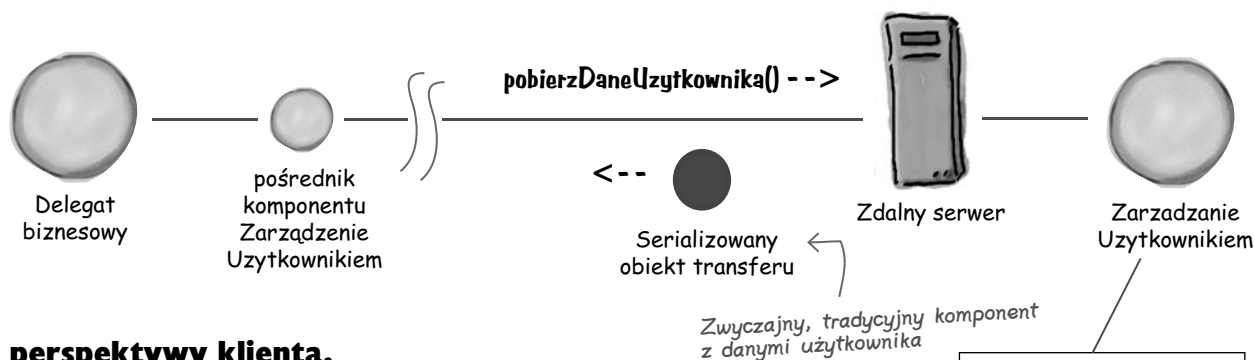 pobierzDaneUzytkownika() - - >
< - -
Delegat
biznesowy
pośrednik
komponentu
Zarządzenie
Uzytkownikiem
Serializowany
obiekt transferu
Zdalny serwer
Zarzadzanie
Uzytkownikiem
Zwyczajny, tradycyjny komponent
z danymi użytkownika
perspektywy klienta.